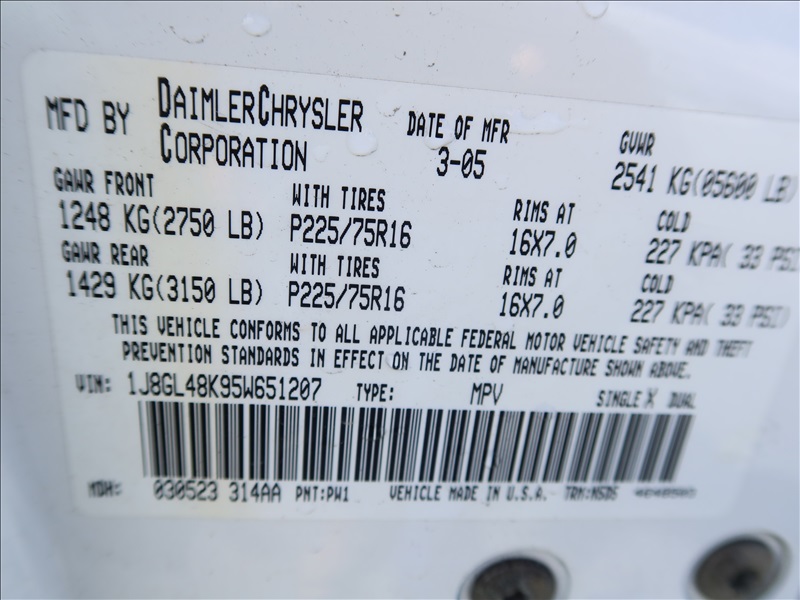 MFD BY DAIMLERCHRYSLER CORPORATION DATE OF MFR 3-05 GVWR 2541 KG(05600 LB)
GAWR FRONT WITH TIRES RIMS AT COLD
1248 KG(2750 LB) P225/75R16 16X7.0 227 KPA( 33 PSI)
GAWR REAR WITH TIRES RIMS AT COLD
1429 KG(3150 LB) P225/75R16 16X7.0 227 KPA( 33 PSI)
THIS VEHICLE CONFORMS TO ALL APPLICABLE FEDERAL MOTOR VEHICLE SAFETY AND THEFT
PREVENTION STANDARDS IN EFFECT ON THE DATE OF MANUFACTURE SHOWN ABOVE.
VIN: 1J8GL48K95W651207 TYPE: MPV SINGLE X DUAL
MDH: 030523 314AA PNT:PW1 VEHICLE MADE IN U.S.A. TRM:NSDS